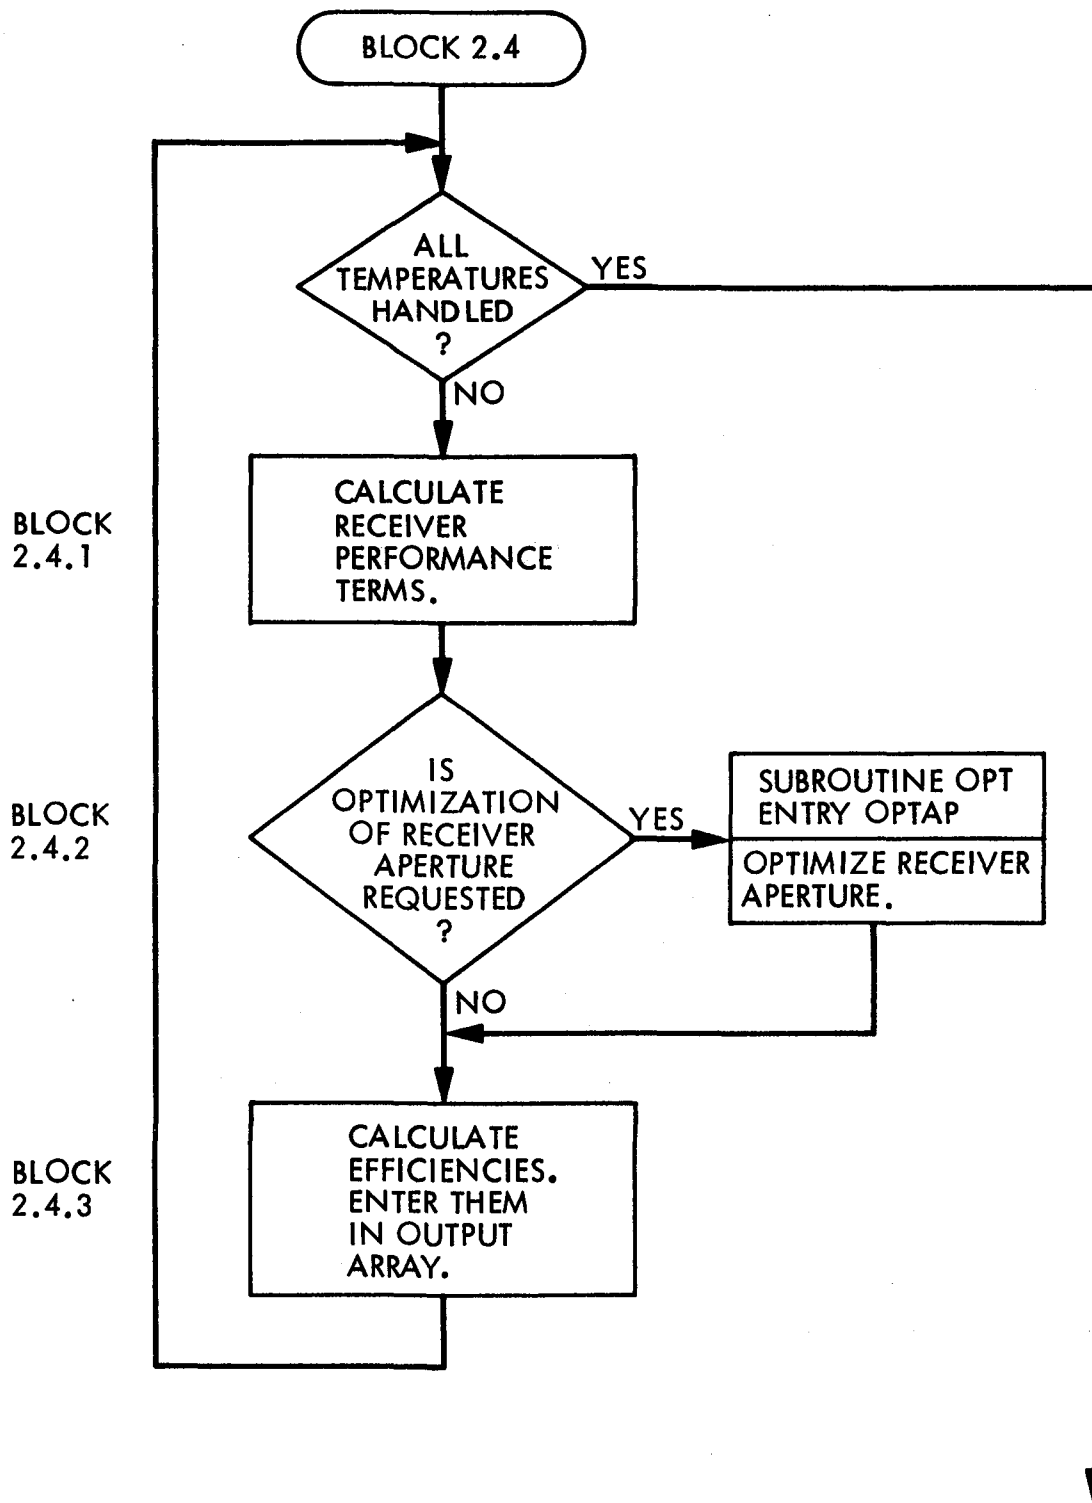 BLOCK 2.4
ALL
TEMPERATURES
HANDLED
?
YES
NO
BLOCK
2.4.1
CALCULATE
RECEIVER
PERFORMANCE
TERMS.
BLOCK
2.4.2
IS
OPTIMIZATION
OF RECEIVER
APERTURE
REQUESTED
?
YES
SUBROUTINE OPT
ENTRY OPTAP
OPTIMIZE RECEIVER
APERTURE.
NO
BLOCK
2.4.3
CALCULATE
EFFICIENCIES.
ENTER THEM
IN OUTPUT
ARRAY.